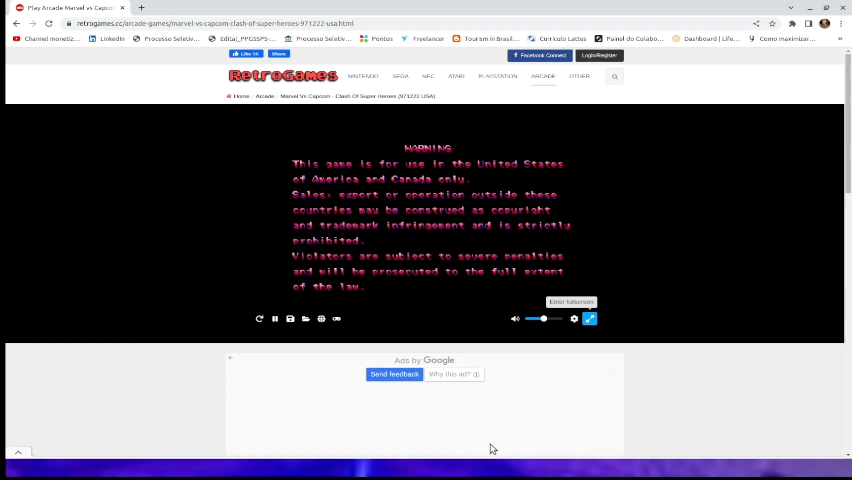 Play Arcade Marvel vs Capcom
retrogames.cc/arcade-games/marvel-vs-capcom-clash-of-super-heroes-971222-usa.html
Channel monetiz... LinkedIn Processo Seletiv... Edital_PPGSSPS-... Processo Seletiv... Pontos Freelancer Tourism in Brasil... Currículo Lattes Painel do Colabo... Dashboard | Life... Como maximizar...
Like 5K Share Facebook Connect Login/Register
RetroGames NINTENDO SEGA NEC ATARI PLAYSTATION ARCADE OTHER
Home Arcade Marvel Vs Capcom - Clash Of Super Heroes (971222 USA)
WARNING
This game is for use in the United States
of America and Canada only.
Sales, export or operation outside these
countries may be construed as copyright
and trademark infringement and is strictly
prohibited.
Violators are subject to severe penalties
and will be prosecuted to the full extent
of the law.
Enter fullscreen
Ads by Google
Send feedback Why this ad?